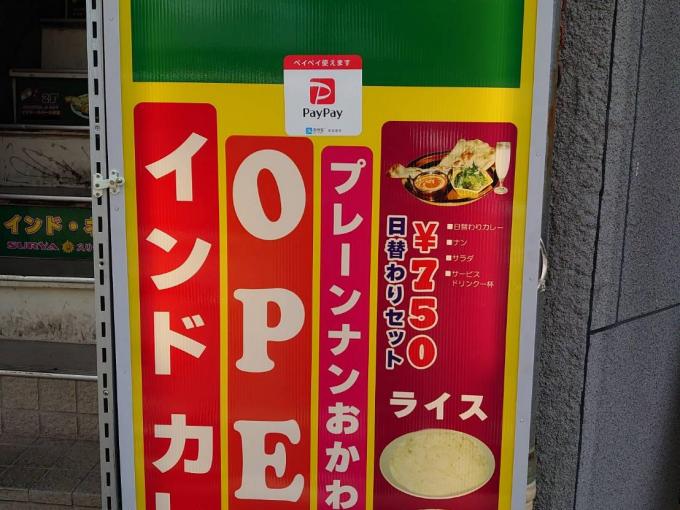 ペイペイ使えます
PayPay
インド カレ
OPE
プレーンナンおかわ
日替わりセット
¥750
■日替わりカレー
■ナン
■サラダ
■サービス
ドリンク一杯
ライス
2F
インド・ネ
SURYA